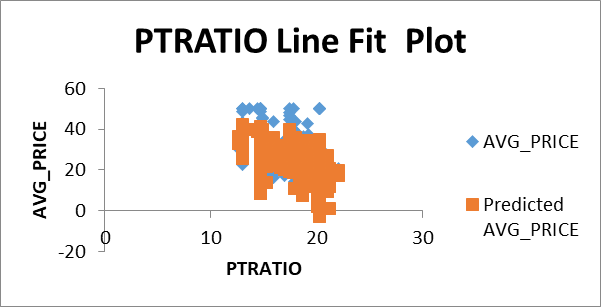 PTRATIO Line Fit  Plot
AVG_PRICE
60
40
20
0
-20
0
10
20
30
PTRATIO
AVG_PRICE
Predicted
AVG_PRICE